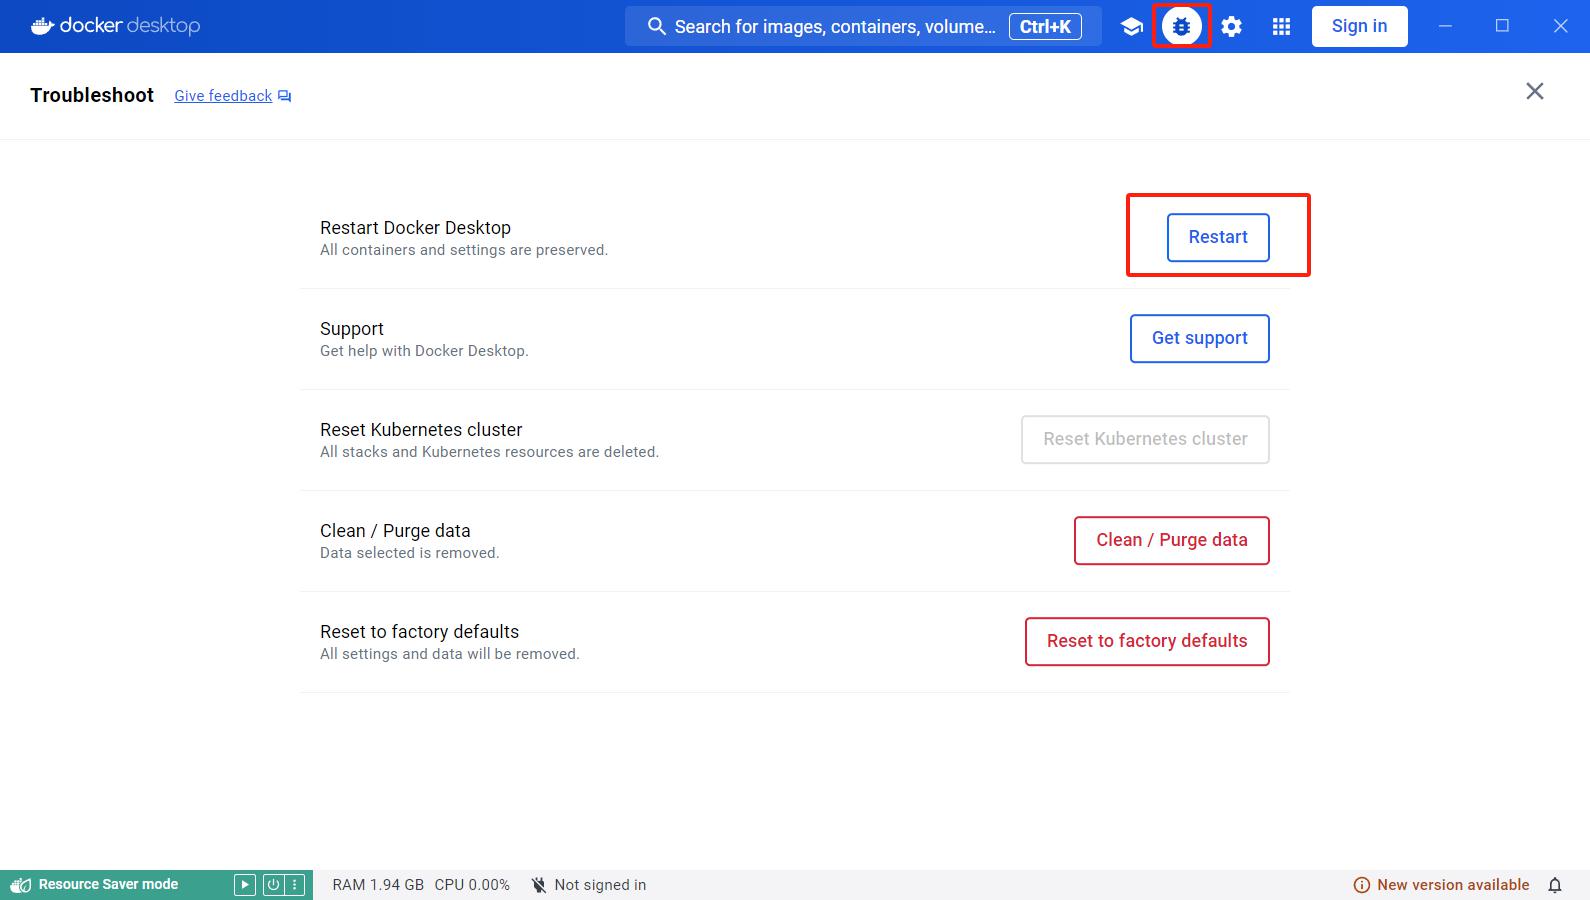 docker desktop
Search for images, containers, volume... Ctrl+K
Sign in
Troubleshoot Give feedback
Restart Docker Desktop
All containers and settings are preserved.
Restart
Support
Get help with Docker Desktop.
Get support
Reset Kubernetes cluster
All stacks and Kubernetes resources are deleted.
Reset Kubernetes cluster
Clean / Purge data
Data selected is removed.
Clean / Purge data
Reset to factory defaults
All settings and data will be removed.
Reset to factory defaults
Resource Saver mode
RAM 1.94 GB CPU 0.00% Not signed in
New version available